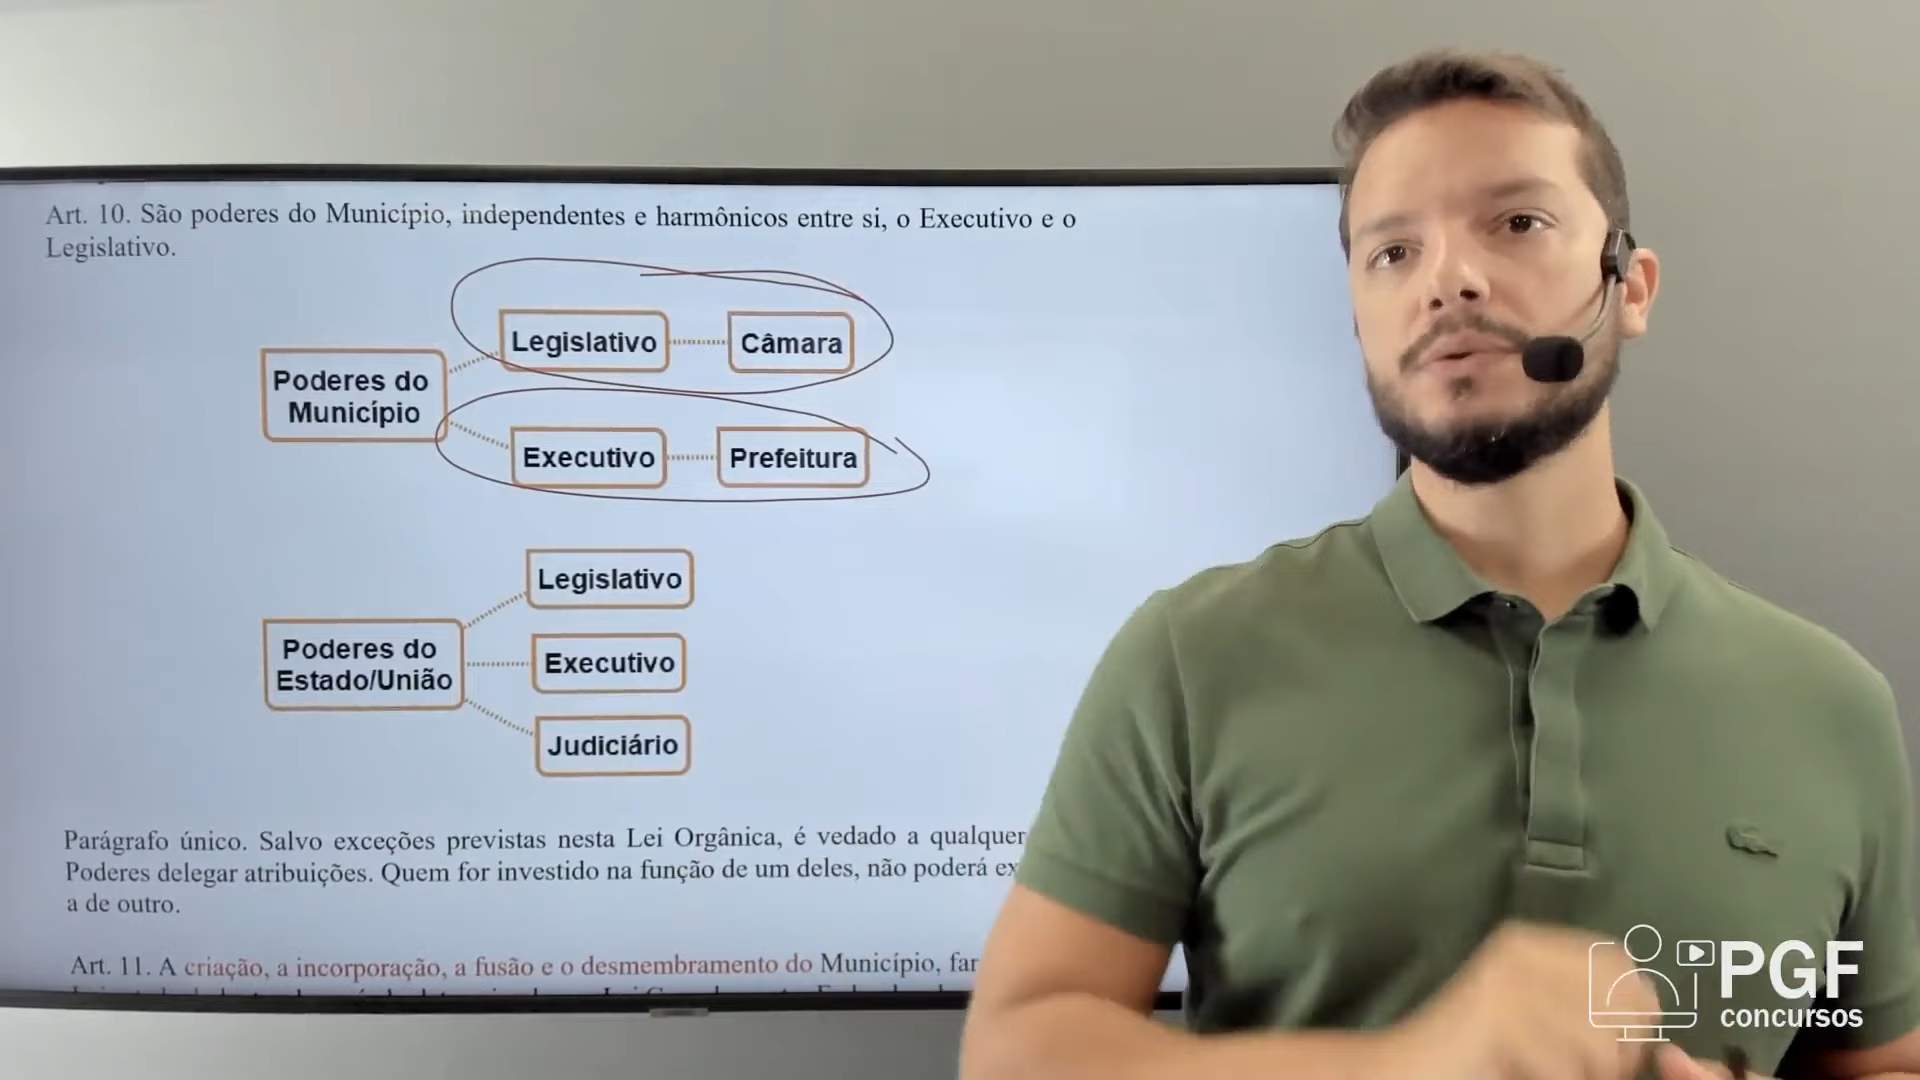 Art. 10. São poderes do Município, independentes e harmônicos entre si, o Executivo e o
Legislativo.
Legislativo
Câmara
Poderes do
Município
Executivo
Prefeitura
Legislativo
Poderes do
Estado/União
Executivo
Judiciário
Parágrafo único. Salvo exceções previstas nesta Lei Orgânica, é vedado a qualquer
Poderes delegar atribuições. Quem for investido na função de um deles, não poderá ex
a de outro.
Art. 11. A criação, a incorporação, a fusão e o desmembramento do Município, far
PGF
concursos